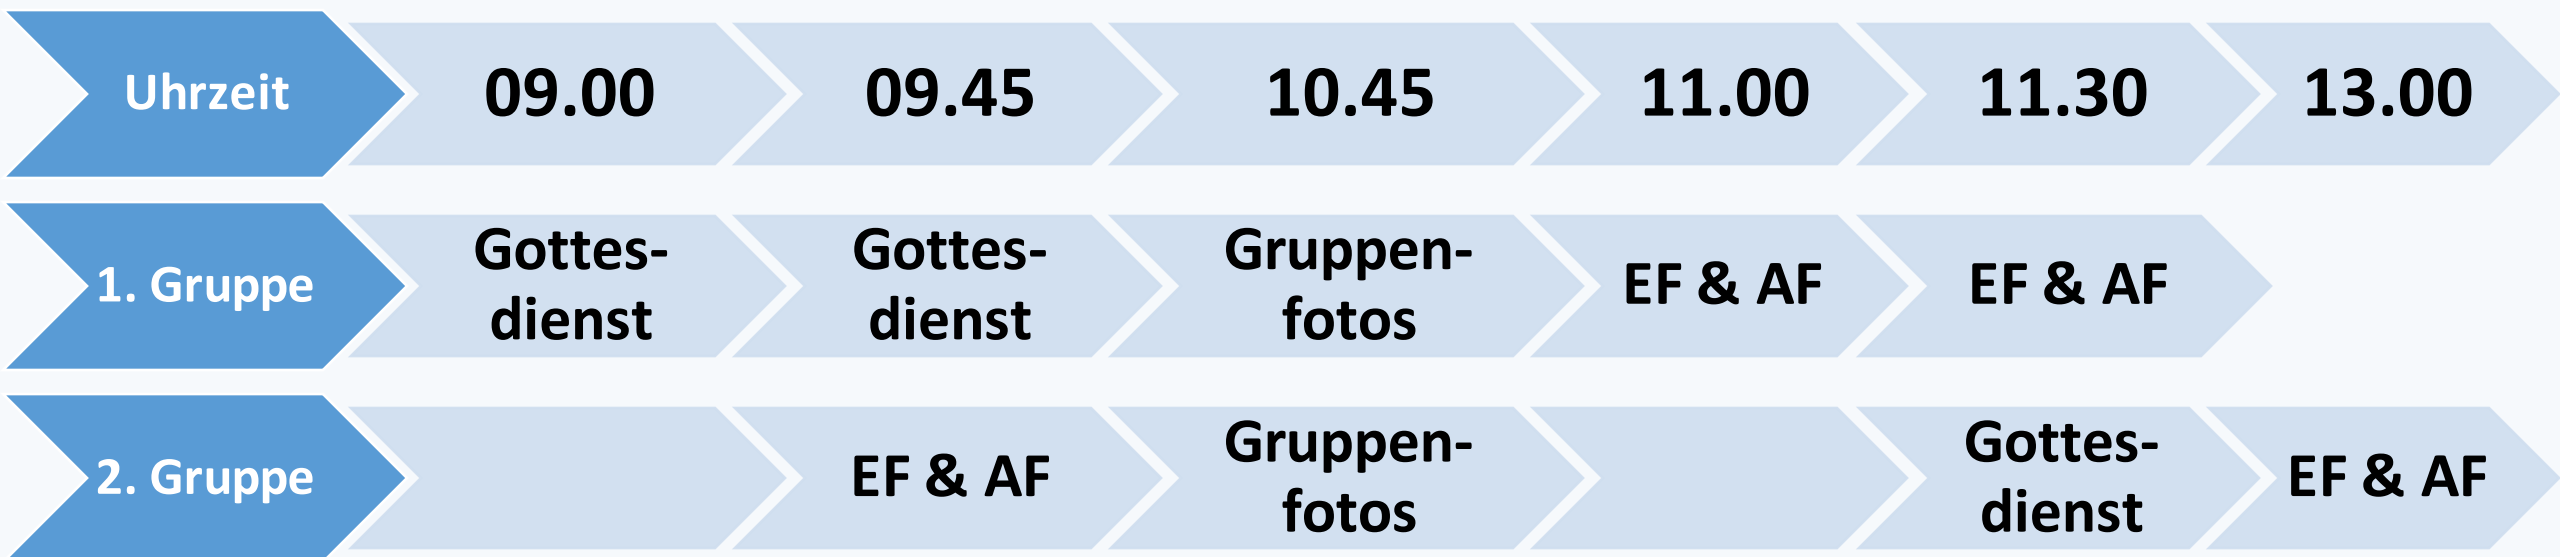 Uhrzeit 09.00 09.45 10.45 11.00 11.30 13.00
1. Gruppe
Gottes-
dienst
Gottes-
dienst
Gruppen-
fotos
EF & AF
EF & AF
2. Gruppe
EF & AF
Gruppen-
fotos
Gottes-
dienst
EF & AF